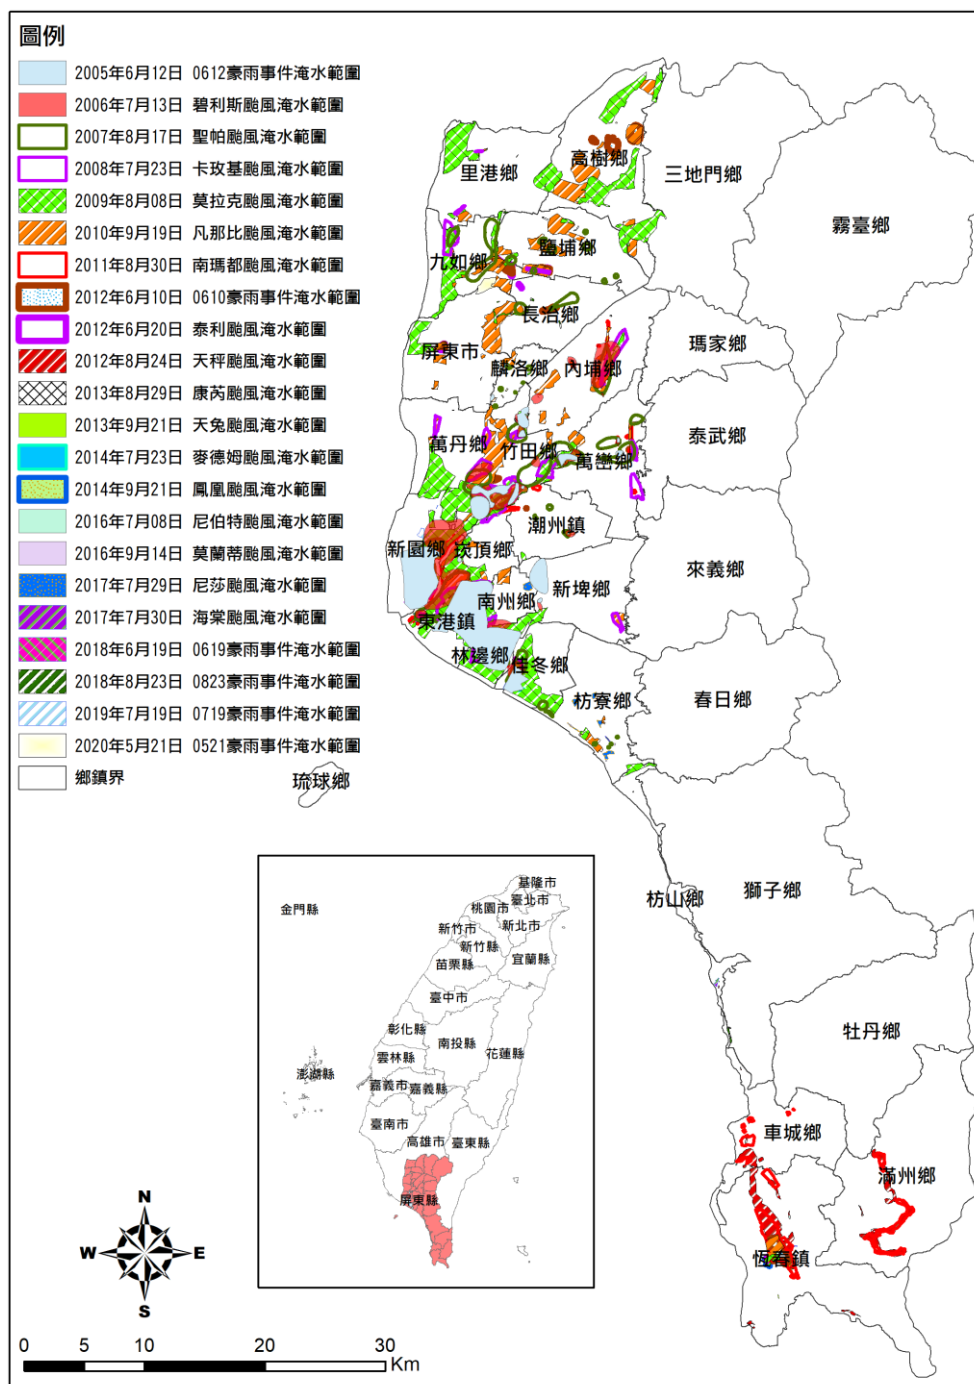 圖例
2005年6月12日 0612豪雨事件淹水範圍
2006年7月13日 碧利斯颱風淹水範圍
2007年8月17日 聖帕颱風淹水範圍
2008年7月23日 卡玫基颱風淹水範圍
2009年8月08日 莫拉克颱風淹水範圍
2010年9月19日 凡那比颱風淹水範圍
2011年8月30日 南瑪都颱風淹水範圍
2012年6月10日 0610豪雨事件淹水範圍
2012年6月20日 泰利颱風淹水範圍
2012年8月24日 天秤颱風淹水範圍
2013年8月29日 康芮颱風淹水範圍
2013年9月21日 天兔颱風淹水範圍
2014年7月23日 麥德姆颱風淹水範圍
2014年9月21日 鳳凰颱風淹水範圍
2016年7月08日 尼伯特颱風淹水範圍
2016年9月14日 莫蘭蒂颱風淹水範圍
2017年7月29日 尼莎颱風淹水範圍
2017年7月30日 海棠颱風淹水範圍
2018年6月19日 0619豪雨事件淹水範圍
2018年8月23日 0823豪雨事件淹水範圍
2019年7月19日 0719豪雨事件淹水範圍
2020年5月21日 0521豪雨事件淹水範圍
鄉鎮界
高樹鄉
里港鄉
三地門鄉
霧臺鄉
鹽埔鄉
九如鄉
長治鄉
屏東市
瑪家鄉
麟洛鄉
內埔鄉
泰武鄉
萬丹鄉
竹田鄉
萬巒鄉
潮州鎮
新園鄉
崁頂鄉
來義鄉
新埤鄉
南州鄉
東港鎮
林邊鄉
佳冬鄉
枋寮鄉
春日鄉
琉球鄉
獅子鄉
枋山鄉
牡丹鄉
車城鄉
滿州鄉
恆春鎮
基隆市
臺北市
桃園市
金門縣
新北市
新竹市
新竹縣
宜蘭縣
苗栗縣
臺中市
彰化縣
南投縣
花蓮縣
雲林縣
澎湖縣
嘉義市
嘉義縣
臺南市
高雄市
臺東縣
屏東縣
N
W
E
S
0 5 10 20 30
Km